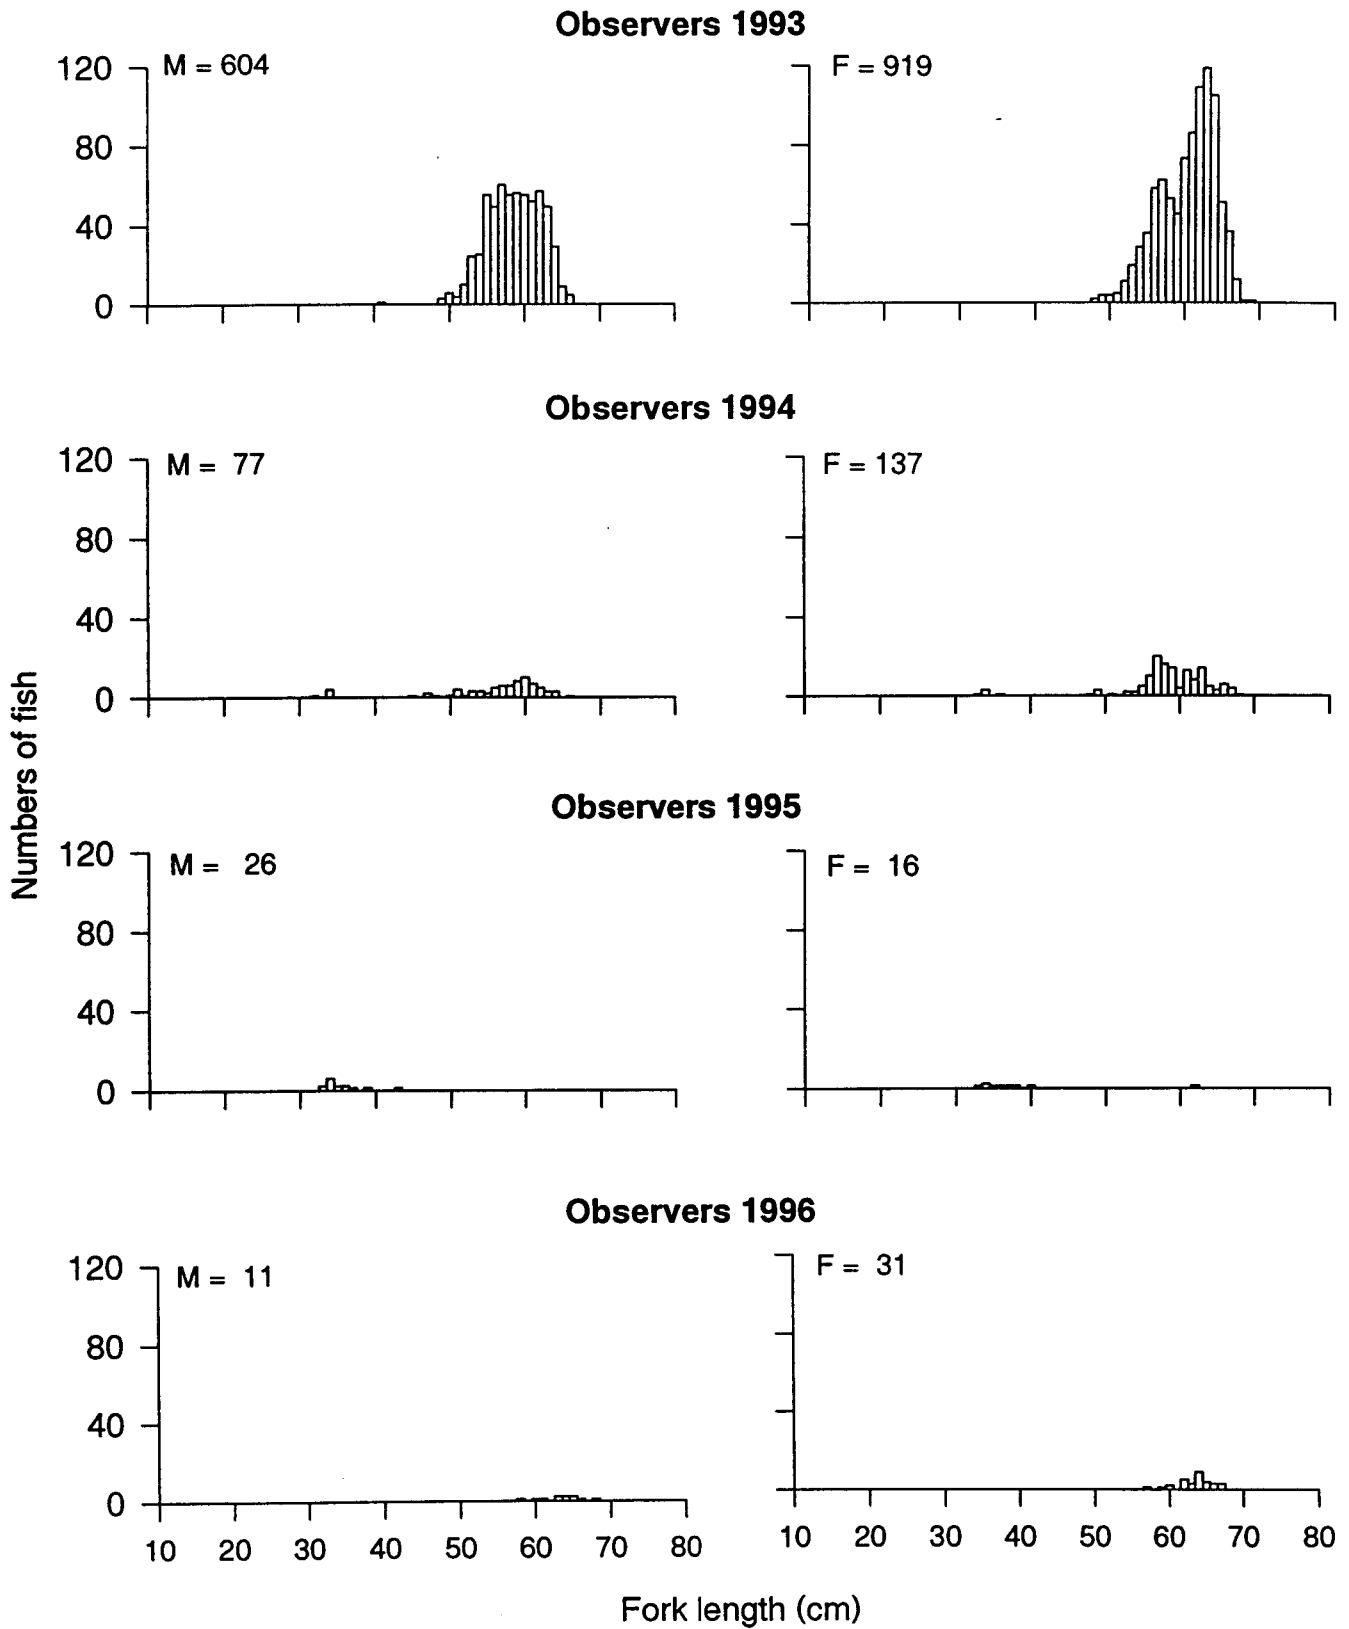 Observers 1993
M = 604
F = 919
120
80
40
0
Observers 1994
M = 77
F = 137
120
80
40
0
Observers 1995
M = 26
F = 16
120
80
40
0
Observers 1996
M = 11
F = 31
120
80
40
0
10 20 30 40 50 60 70 80
10 20 30 40 50 60 70 80
Numbers of fish
Fork length (cm)